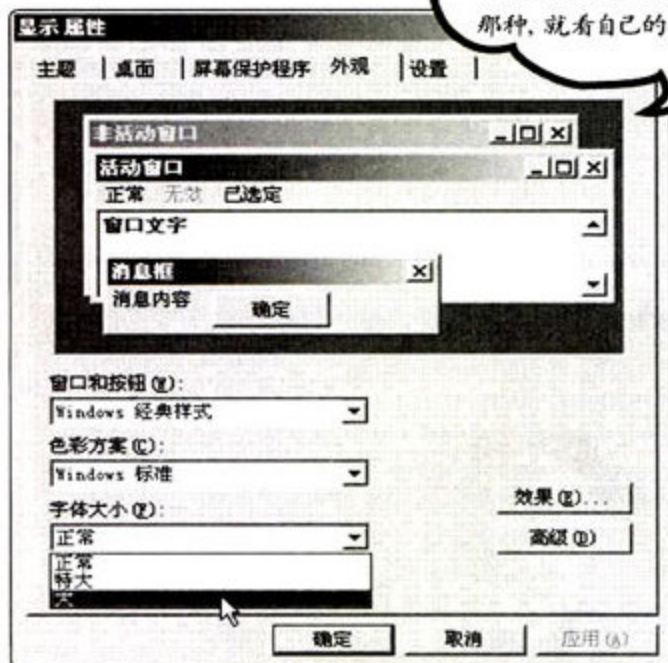 那种,就看自己的
显示 属性
主题 桌面 屏幕保护程序 外观 设置
非活动窗口
活动窗口
正常 无效 已选定
窗口文字
消息框
消息内容
确定
窗口和按钮(W):
Windows 经典样式
色彩方案(C):
Windows 标准
字体大小(F):
正常
正常
特大
大
效果(E)...
高级(D)
确定 取消 应用(A)